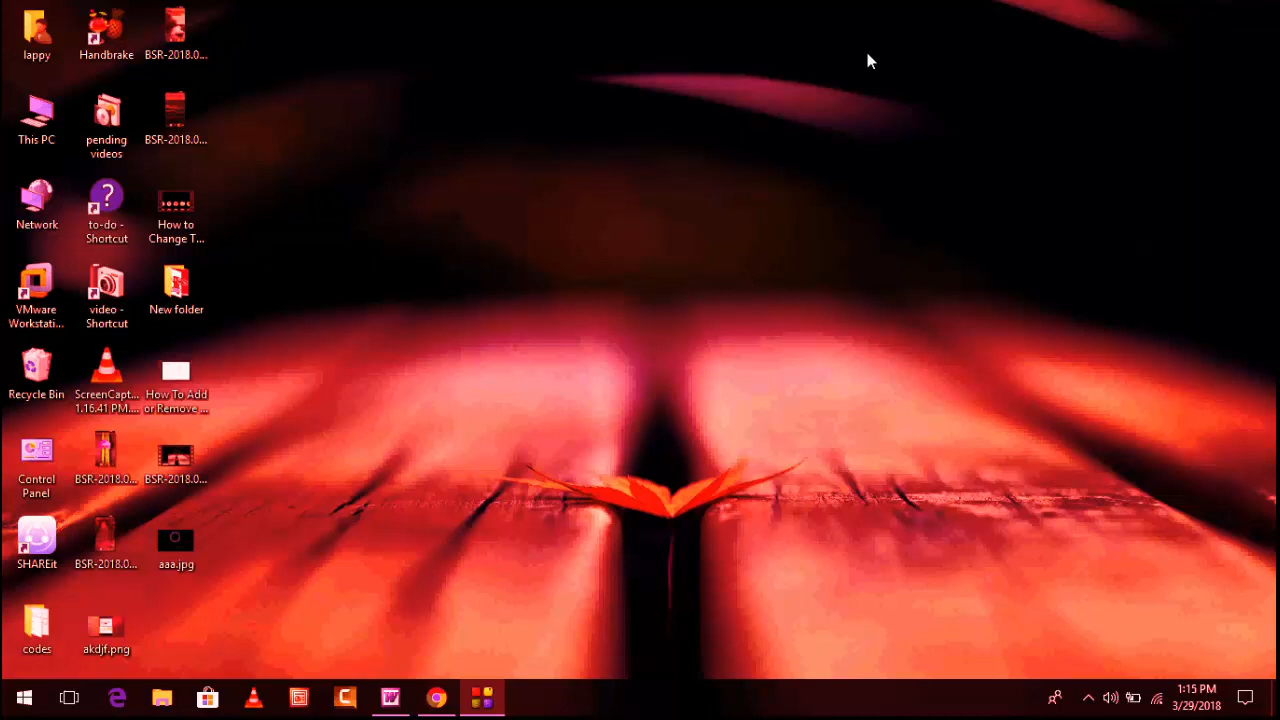 lappy
Handbrake
BSR-2018.0...
This PC
pending
videos
BSR-2018.0...
Network
to-do -
Shortcut
How to
Change T...
VMware
Workstati...
video -
Shortcut
New folder
Recycle Bin
ScreenCapt...
1.16.41 PM....
How To Add
or Remove ...
Control
Panel
BSR-2018.0...
BSR-2018.0...
SHAREit
BSR-2018.0...
aaa.jpg
codes
akdjf.png
1:15 PM
3/29/2018